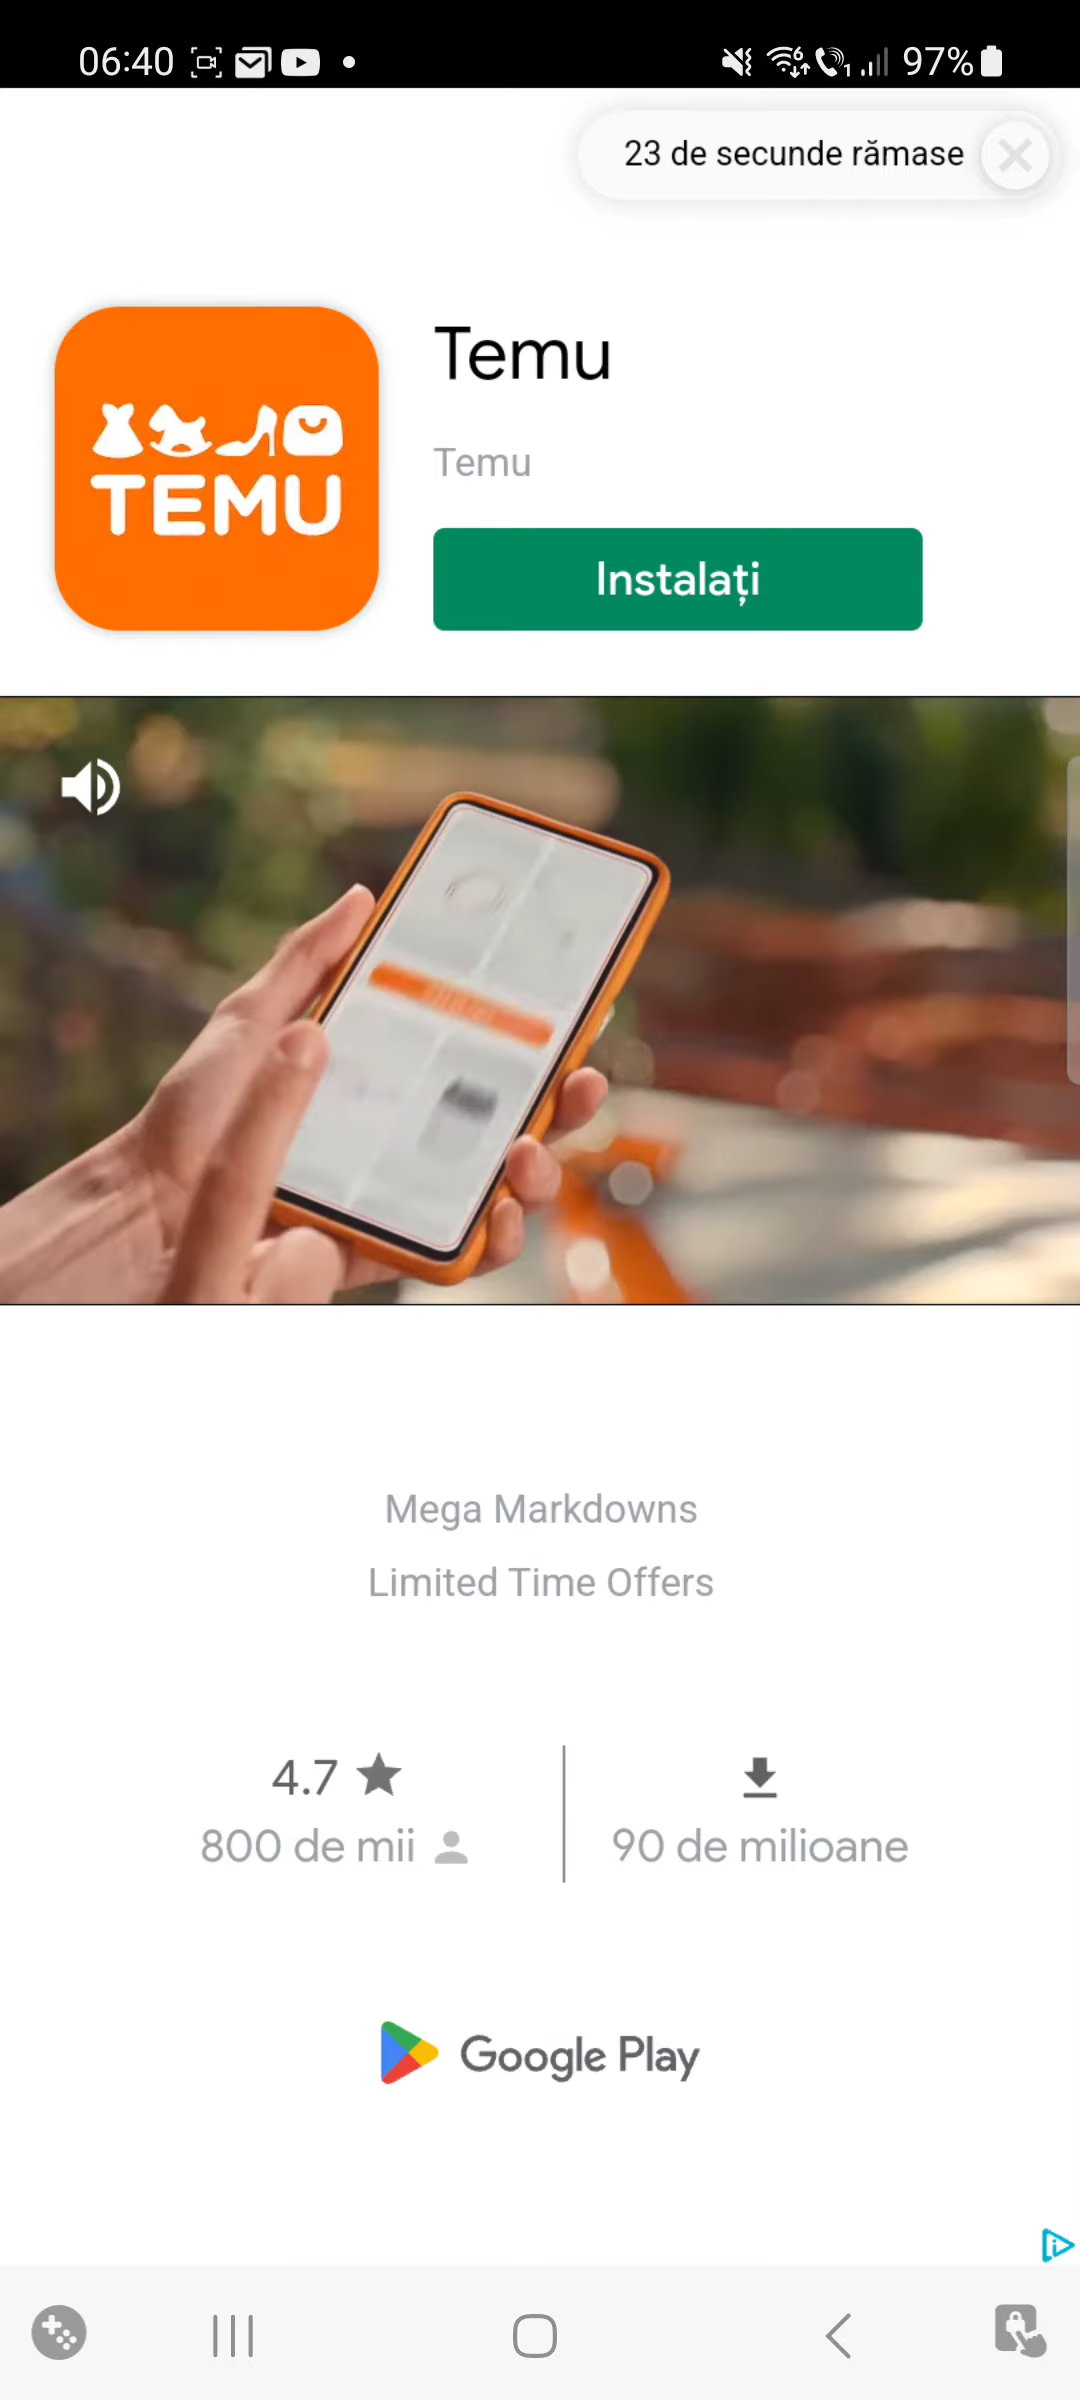 06:40
97%
23 de secunde rămase
Temu
TEMU
Temu
Instalați
Mega Markdowns
Limited Time Offers
4.7
800 de mii
90 de milioane
Google Play